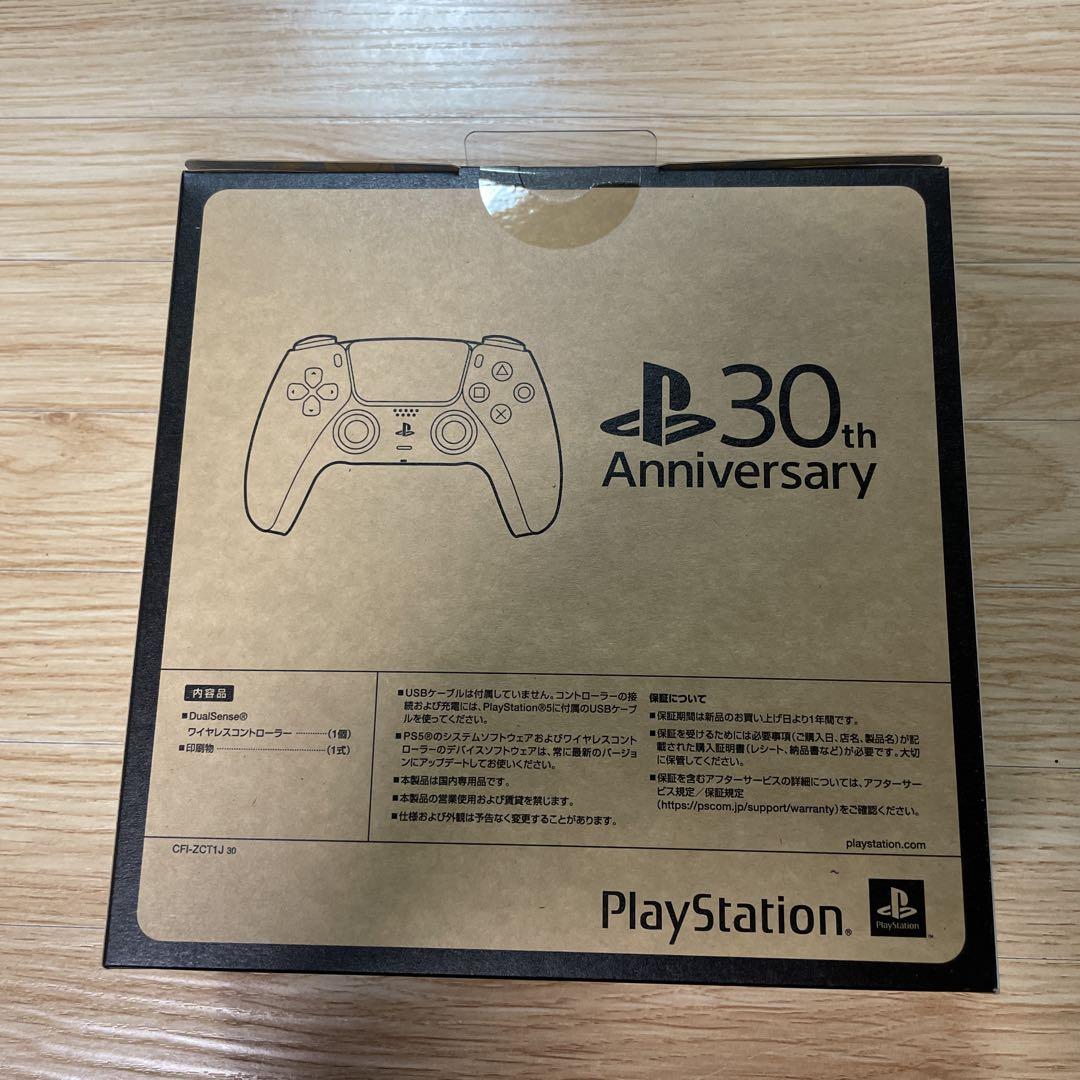 30th
Anniversary
内容品
■DualSense®
ワイヤレスコントローラー ----------(1個)
■印刷物 ------------------------(1式)
■USBケーブルは付属していません。コントローラーの接
続および充電には、PlayStation®5に付属のUSBケーブ
ルを使ってください。
■PS5®のシステムソフトウェアおよびワイヤレスコント
ローラーのデバイスソフトウェアは、常に最新のバージョ
ンにアップデートしてお使いください。
■本製品は国内専用品です。
■本製品の営業使用および賃貸を禁じます。
■仕様および外観は予告なく変更することがあります。
保証について
■保証期間は新品のお買い上げ日より1年間です。
■保証を受けるためには必要事項(ご購入日、店名、製品名)が記
載された購入証明書(レシート、納品書など)が必要です。大切
に保管してください。
■保証を含むアフターサービスの詳細については、アフターサー
ビス規定／保証規定
(https://pscom.jp/support/warranty)をご確認ください。
playstation.com
CFI-ZCT1J 30
PlayStation®
PlayStation
TM